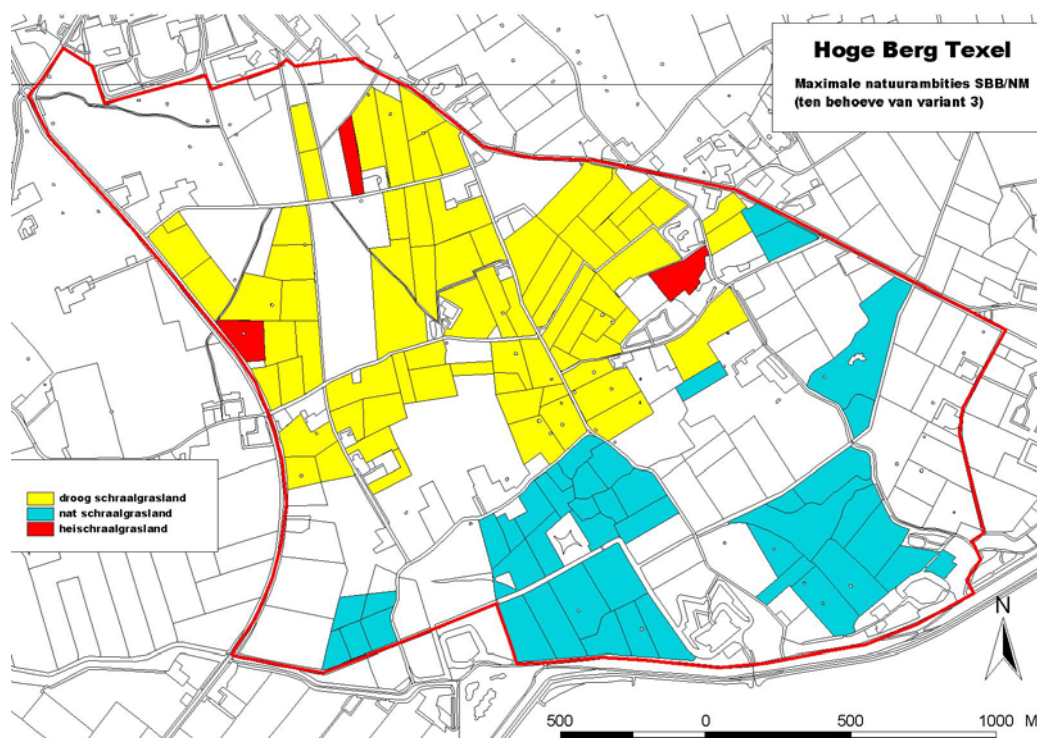 Hoge Berg Texel
Maximale natuurambities SBB/NM
(ten behoeve van variant 3)
droog schraalgrasland
nat schraalgrasland
heischraalgrasland
N
500 0 500 1000 M